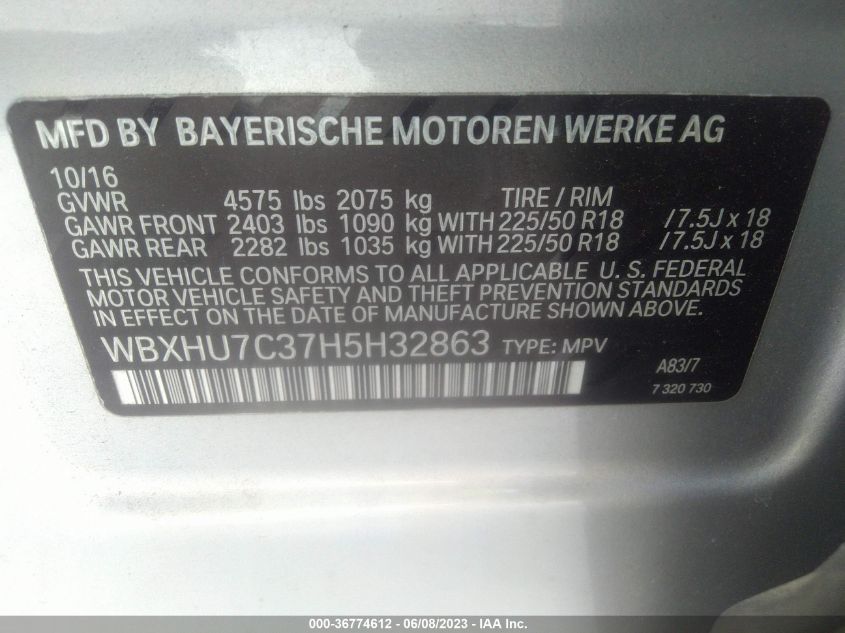 MFD BY BAYERISCHE MOTOREN WERKE AG
10/16
GVWR 4575 lbs 2075 kg TIRE / RIM
GAWR FRONT 2403 lbs 1090 kg WITH 225/50 R18 / 7.5J x 18
GAWR REAR 2282 lbs 1035 kg WITH 225/50 R18 / 7.5J x 18
THIS VEHICLE CONFORMS TO ALL APPLICABLE U. S. FEDERAL
MOTOR VEHICLE SAFETY AND THEFT PREVENTION STANDARDS
IN EFFECT ON THE DATE OF MANUFACTURE SHOWN ABOVE.
WBXHU7C37H5H32863 TYPE: MPV
A83/7
7 320 730
000-36774612 - 06/08/2023 - IAA Inc.